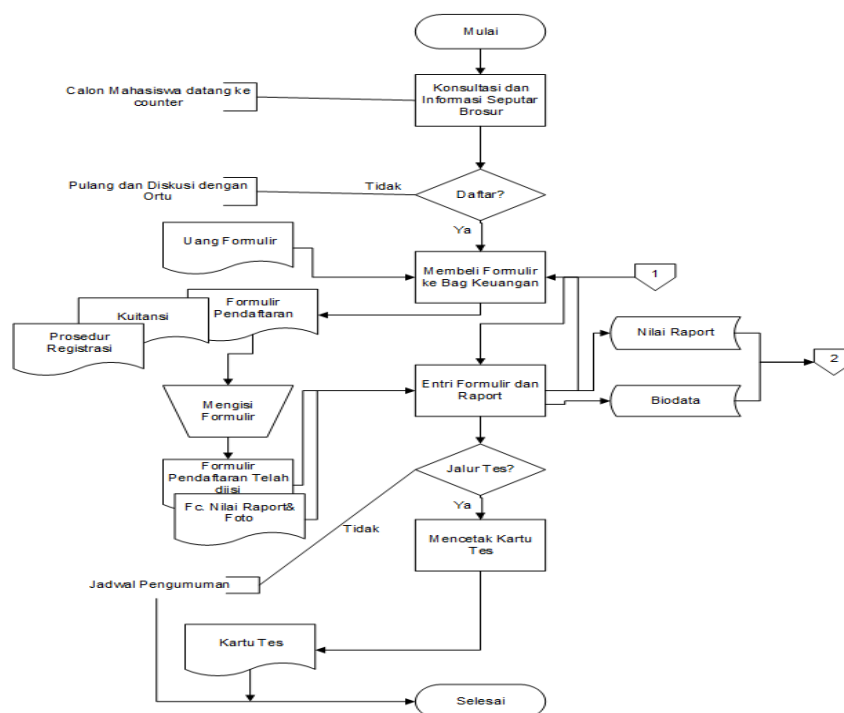 Mulai
Konsultasi dan
Informasi Seputar
Brosur
Calon Mahasiswa datang ke
counter
Daftar?
Tidak
Pulang dan Diskusi dengan
Ortu
Ya
Uang Formulir
Membeli Formulir
ke Bag Keuangan
1
Formulir
Pendaftaran
Kuitansi
Prosedur
Registrasi
Nilai Raport
2
Entri Formulir dan
Raport
Biodata
Mengisi
Formulir
Formulir
Pendaftaran Telah
diisi
Fc. Nilai Raport&
Foto
Jalur Tes?
Ya
Tidak
Mencetak Kartu
Tes
Jadwal Pengumuman
Kartu Tes
Selesai